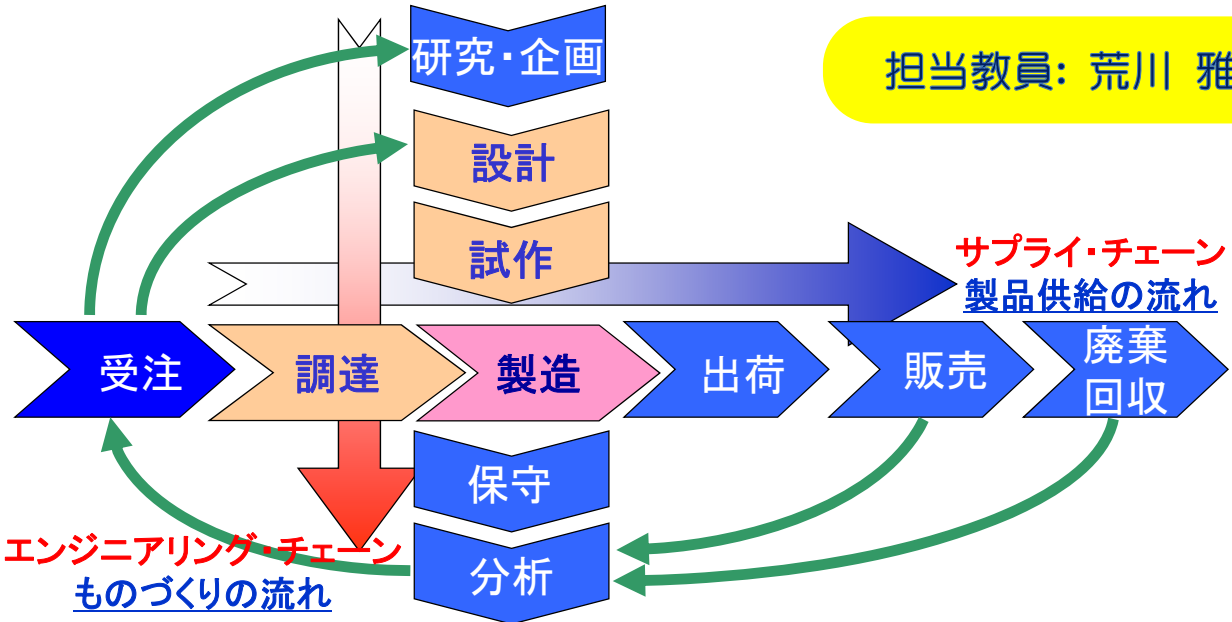 研究・企画
担当教員: 荒川 雅
設計
試作
サプライ・チェーン
製品供給の流れ
受注
調達
製造
出荷
販売
廃棄
回収
保守
分析
エンジニアリング・チェーン
ものづくりの流れ